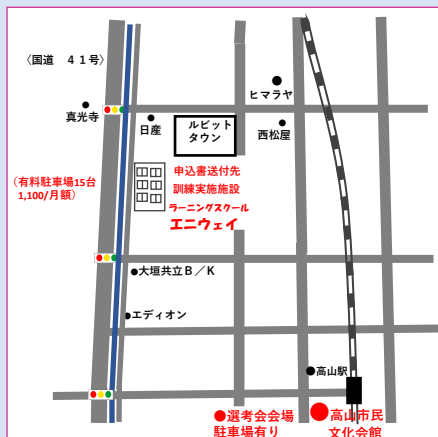 〈国道 ４１号〉
ヒマラヤ
真光寺
日産
ルビット
タウン
西松屋
申込書送付先
訓練実施施設
（有料駐車場15台
1,100/月額）
ラーニングスクール
エニウェイ
大垣共立Ｂ／Ｋ
エディオン
高山駅
選考会会場
駐車場有り
高山市民
文化会館